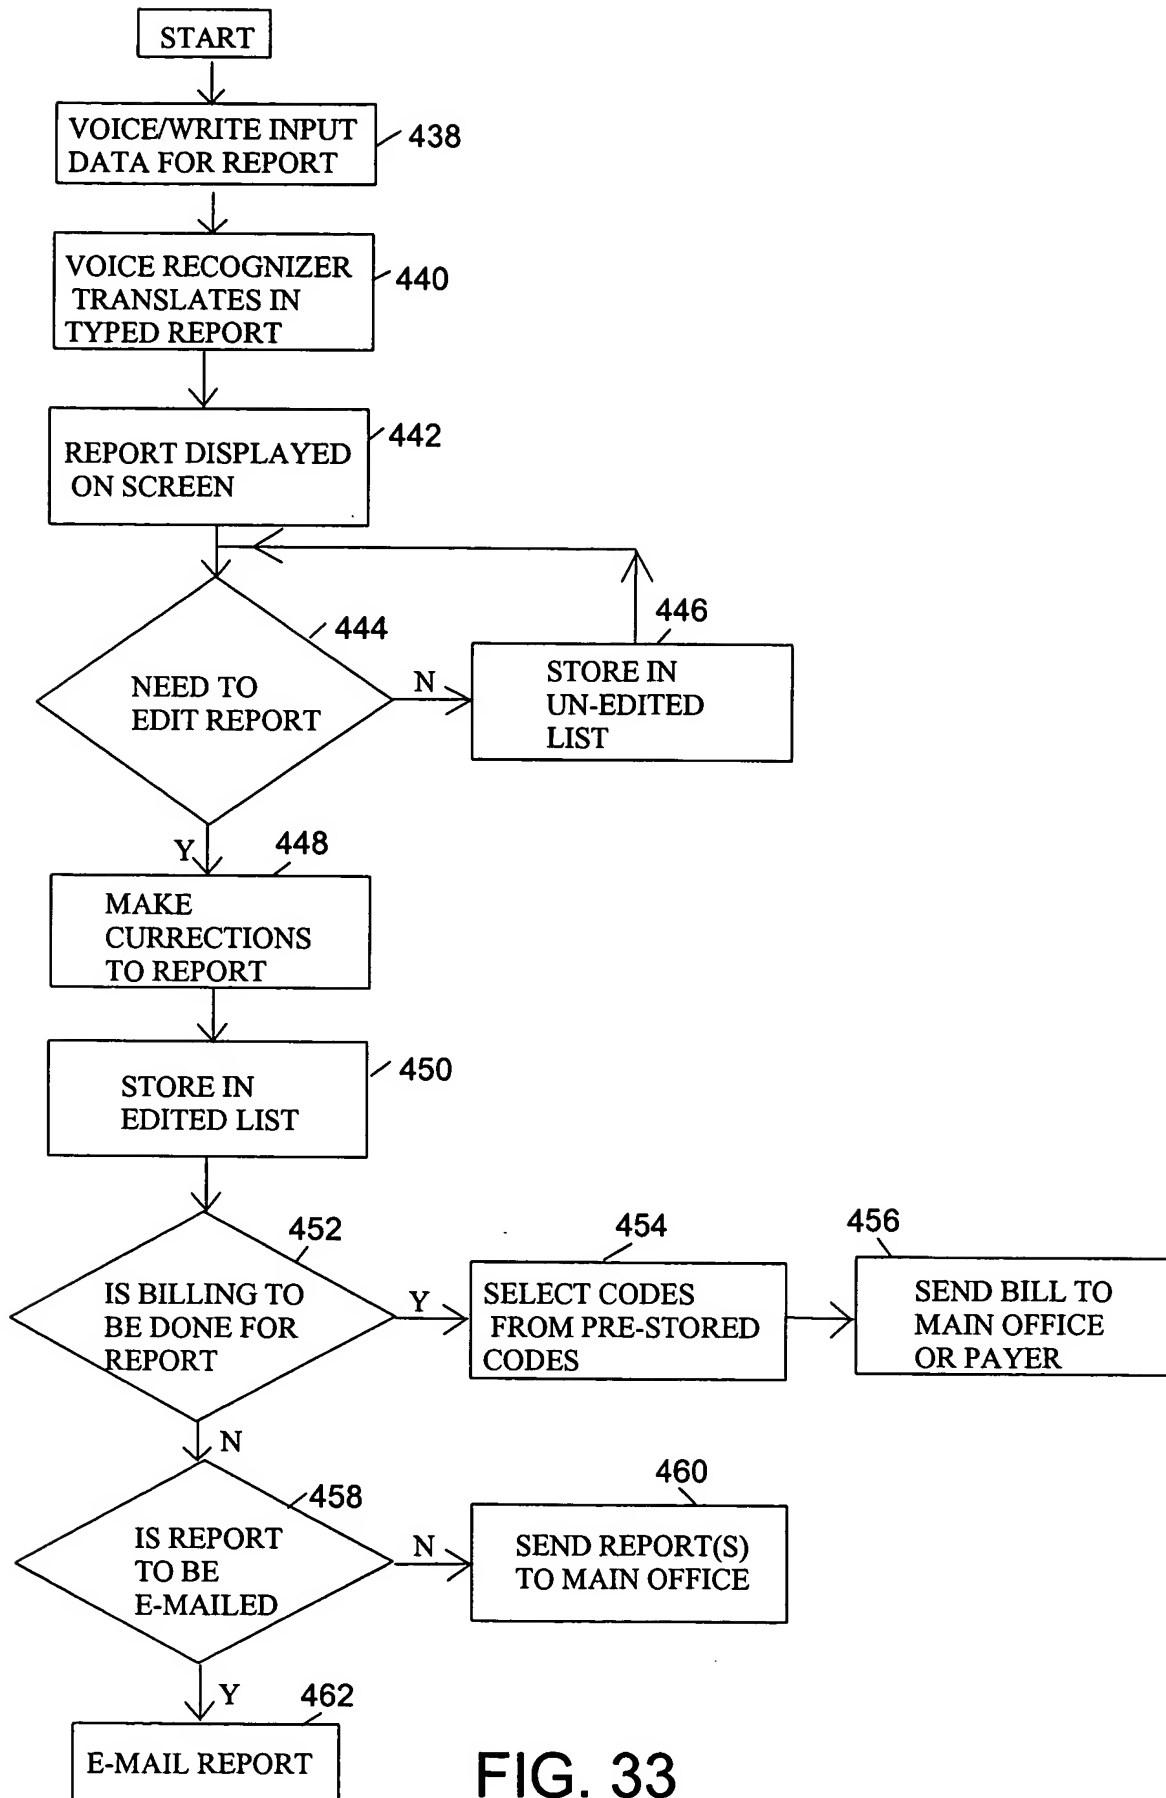 START
VOICE/WRITE INPUT
DATA FOR REPORT
438
VOICE RECOGNIZER
TRANSLATES IN
TYPED REPORT
440
REPORT DISPLAYED
ON SCREEN
442
444
NEED TO
EDIT REPORT
N
446
STORE IN
UN-EDITED
LIST
Y
448
MAKE
CURRECTIONS
TO REPORT
STORE IN
EDITED LIST
450
452
IS BILLING TO
BE DONE FOR
REPORT
Y
454
SELECT CODES
FROM PRE-STORED
CODES
456
SEND BILL TO
MAIN OFFICE
OR PAYER
N
458
IS REPORT
TO BE
E-MAILED
N
460
SEND REPORT(S)
TO MAIN OFFICE
Y
462
E-MAIL REPORT
FIG. 33